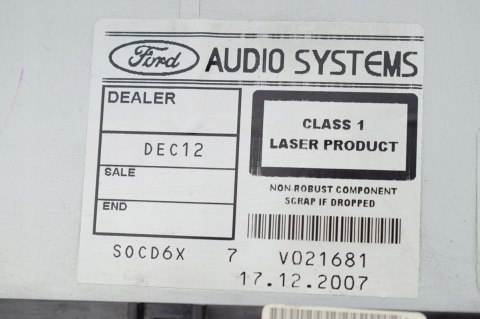 Ford AUDIO SYSTEMS
DEALER
DEC12
SALE
END
CLASS 1
LASER PRODUCT
NON-ROBUST COMPONENT
SCRAP IF DROPPED
SOCD6X 7 V021681
17.12.2007